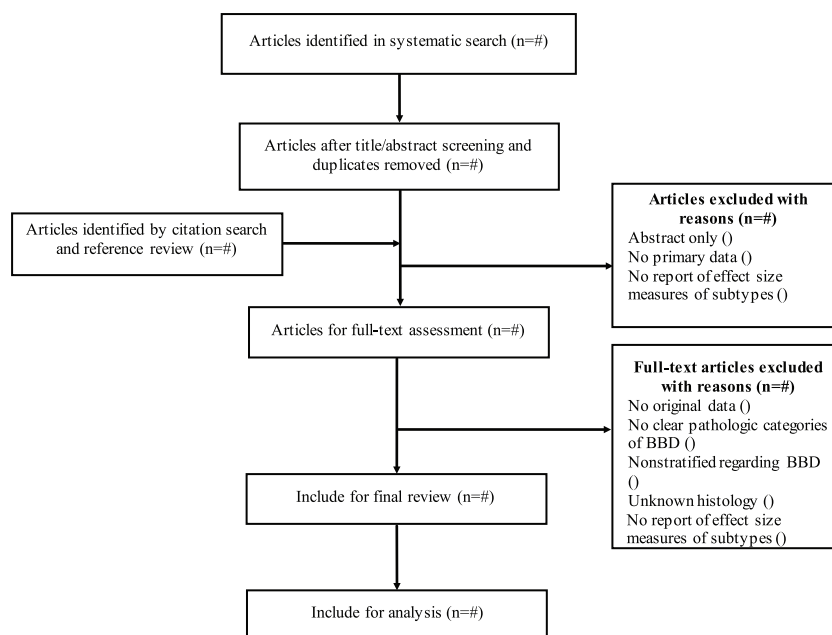 Articles identified in systematic search (n=#)
Articles after title/abstract screening and
duplicates removed (n=#)
Articles identified by citation search
and reference review (n=#)
Articles excluded with
reasons (n=#)
Abstract only ()
No primary data ()
No report of effect size
measures of subtypes ()
Articles for full-text assessment (n=#)
Full-text articles excluded
with reasons (n=#)
No original data ()
No clear pathologic categories
of BBD ()
Nonstratified regarding BBD
()
Unknown histology ()
No report of effect size
measures of subtypes ()
Include for final review (n=#)
Include for analysis (n=#)